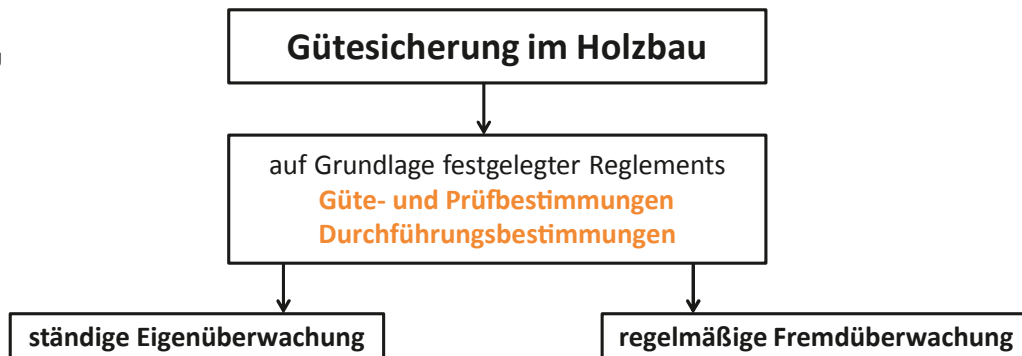 Gütesicherung im Holzbau
auf Grundlage festgelegter Reglements
Güte- und Prüfbestimmungen
Durchführungsbestimmungen
ständige Eigenüberwachung
regelmäßige Fremdüberwachung